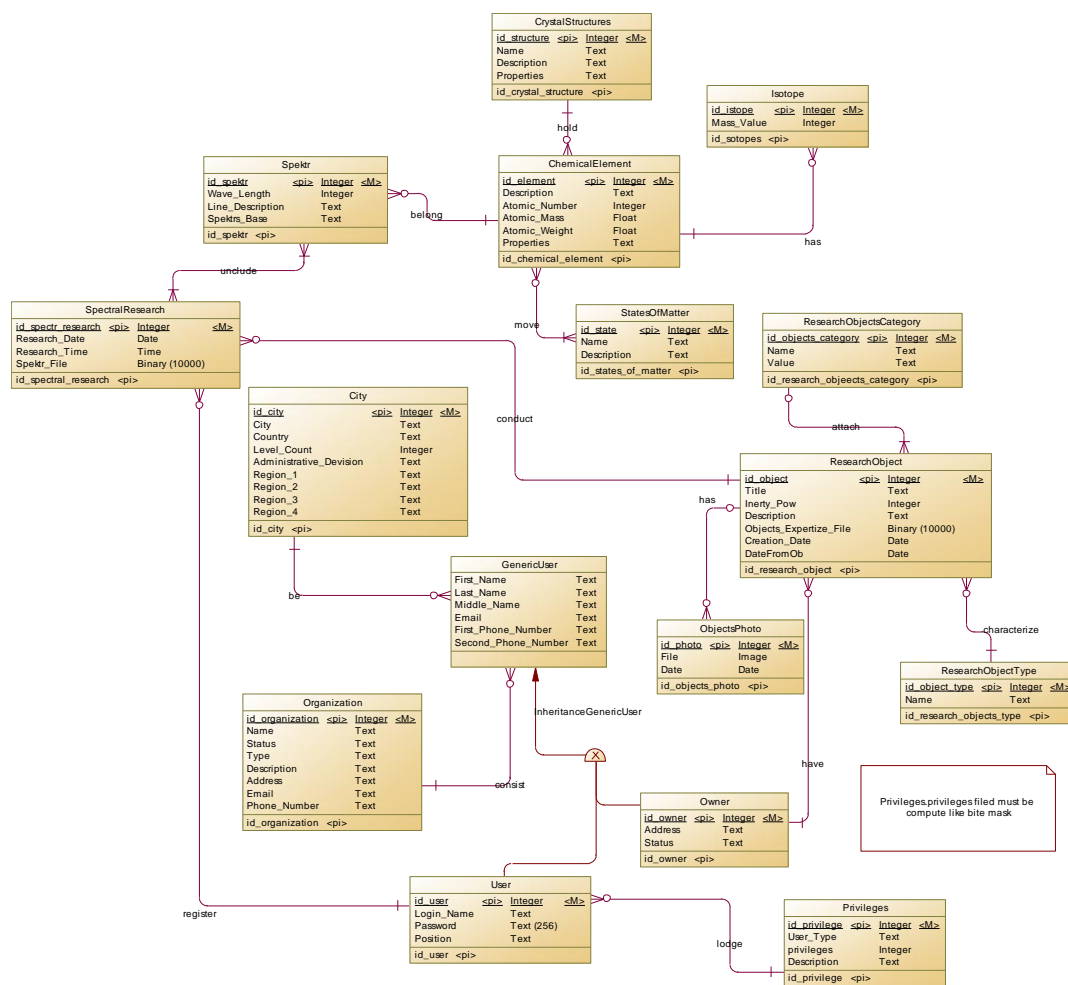 CrystalStructures
id_structure <pi> Integer <M>
Name Text
Description Text
Properties Text
id_crystal_structure <pi>
hold
Isotope
id_istope <pi> Integer <M>
Mass_Value Integer
id_sotopes <pi>
Spektr
id_spektr <pi> Integer <M>
Wave_Length Integer
Line_Description Text
Spektrs_Base Text
id_spektr <pi>
ChemicalElement
id_element <pi> Integer <M>
Description Text
Atomic_Number Integer
Atomic_Mass Float
Atomic_Weight Float
Properties Text
id_chemical_element <pi>
belong
has
unclude
SpectralResearch
id_spectr_research <pi> Integer <M>
Research_Date Date
Research_Time Time
Spektr_File Binary (10000)
id_spectral_research <pi>
move
StatesOfMatter
id_state <pi> Integer <M>
Name Text
Description Text
id_states_of_matter <pi>
ResearchObjectsCategory
id_objects_category <pi> Integer <M>
Name Text
Value Text
id_research_objeects_category <pi>
City
id_city <pi> Integer <M>
City Text
Country Text
Level_Count Integer
Administrative_Devision Text
Region_1 Text
Region_2 Text
Region_3 Text
Region_4 Text
id_city <pi>
conduct
attach
ResearchObject
id_object <pi> Integer <M>
Title Text
Inerty_Pow Integer
Description Text
Objects_Expertize_File Binary (10000)
Creation_Date Date
DateFromOb Date
id_research_object <pi>
has
be
GenericUser
First_Name Text
Last_Name Text
Middle_Name Text
Email Text
First_Phone_Number Text
Second_Phone_Number Text
ObjectsPhoto
id_photo <pi> Integer <M>
File Image
Date Date
id_objects_photo <pi>
characterize
ResearchObjectType
id_object_type <pi> Integer <M>
Name Text
id_research_objects_type <pi>
Organization
id_organization <pi> Integer <M>
Name Text
Status Text
Type Text
Description Text
Address Text
Email Text
Phone_Number Text
id_organization <pi>
InheritanceGenericUser
X
consist
have
Privileges.privileges filed must be
compute like bite mask
Owner
id_owner <pi> Integer <M>
Address Text
Status Text
id_owner <pi>
register
User
id_user <pi> Integer <M>
Login_Name Text
Password Text (256)
Position Text
id_user <pi>
lodge
Privileges
id_privilege <pi> Integer <M>
User_Type Text
privileges Integer
Description Text
id_privilege <pi>